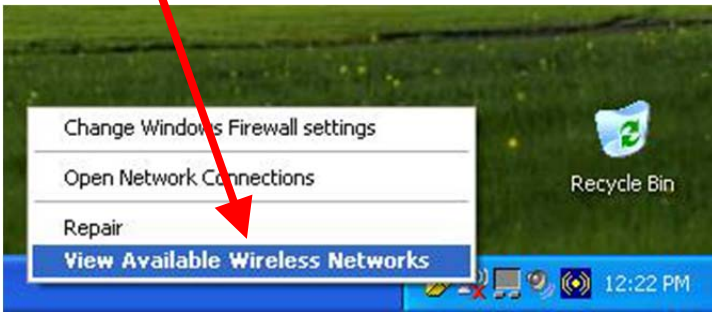 Change Windows Firewall settings
Open Network Connections
Repair
View Available Wireless Networks
Recycle Bin
12:22 PM